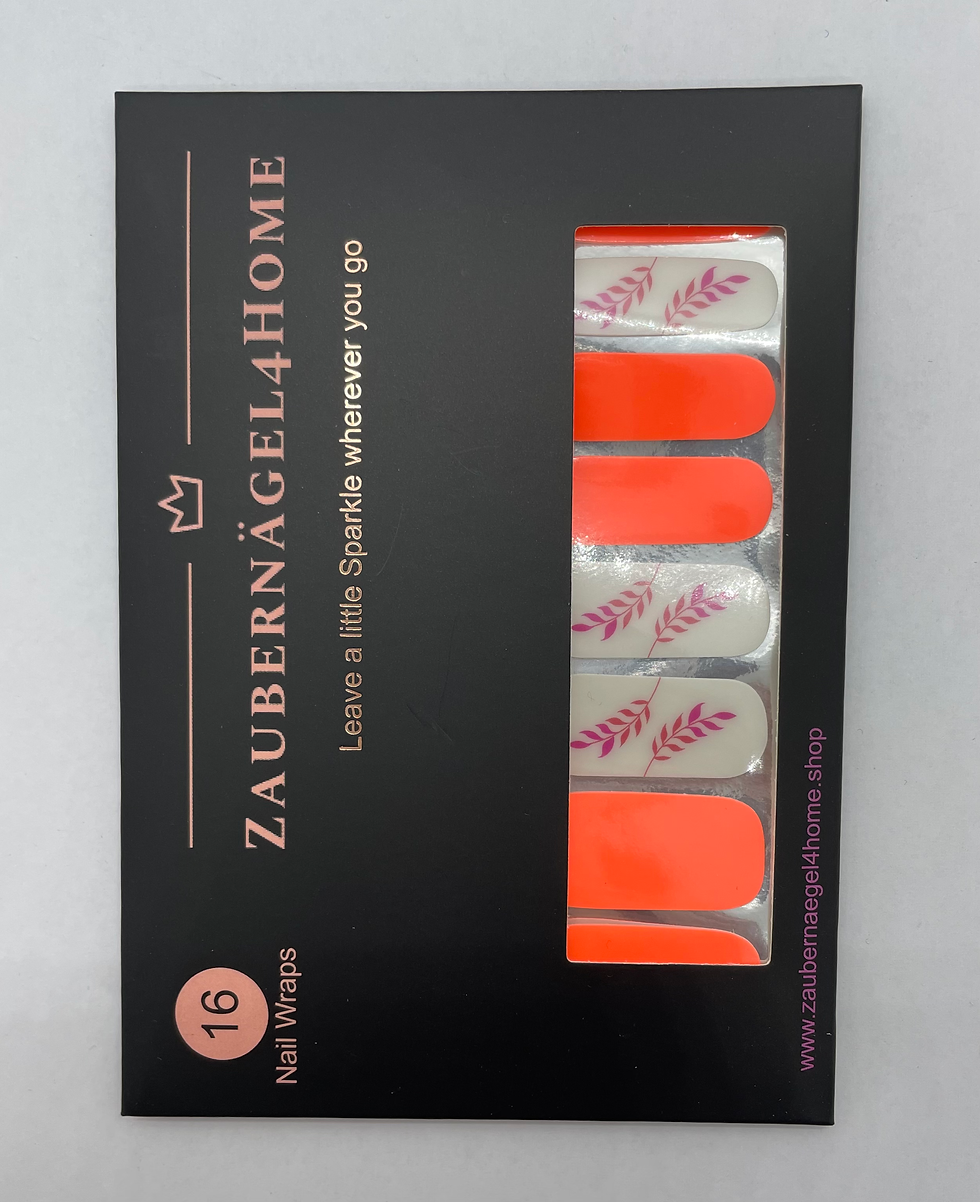 16
Nail Wraps
ZAUBERNÄGEL4HOME
Leave a little Sparkle wherever you go
www.zaubernaegel4home.shop